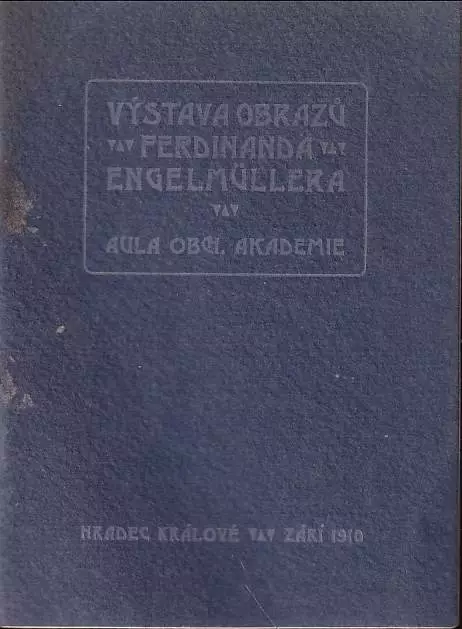 VÝSTAVA OBRAZŮ
FERDINANDA
ENGELMÜLLERA
AULA OBCH. AKADEMIE
HRADEC KRÁLOVÉ ZÁŘÍ 1910